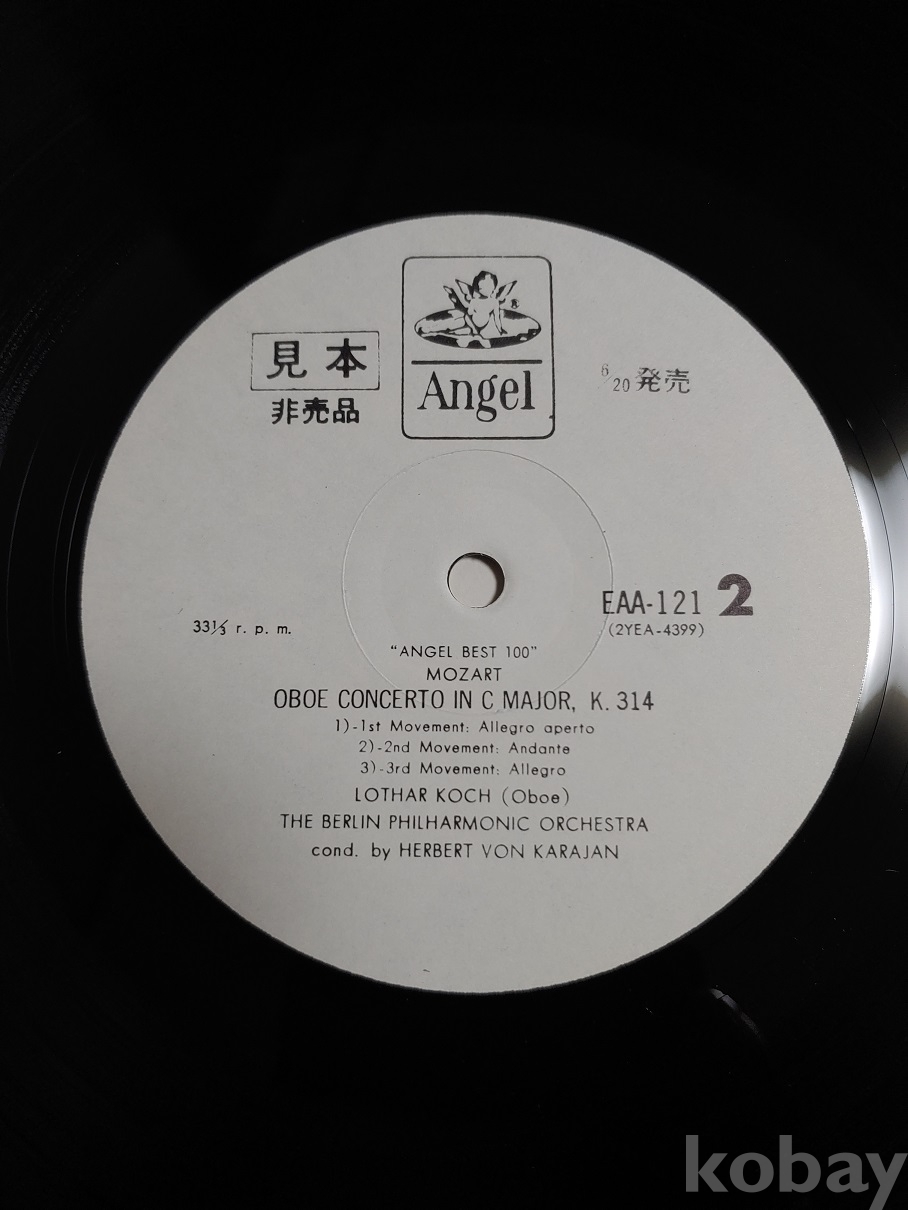 見本
非売品
®
Angel
6/20 発売
EAA-121 2
(2YEA-4399)
33⅓ r. p. m.
"ANGEL BEST 100"
MOZART
OBOE CONCERTO IN C MAJOR, K. 314
1)-1st Movement: Allegro aperto
2)-2nd Movement: Andante
3)-3rd Movement: Allegro
LOTHAR KOCH (Oboe)
THE BERLIN PHILHARMONIC ORCHESTRA
cond. by HERBERT VON KARAJAN
kobay